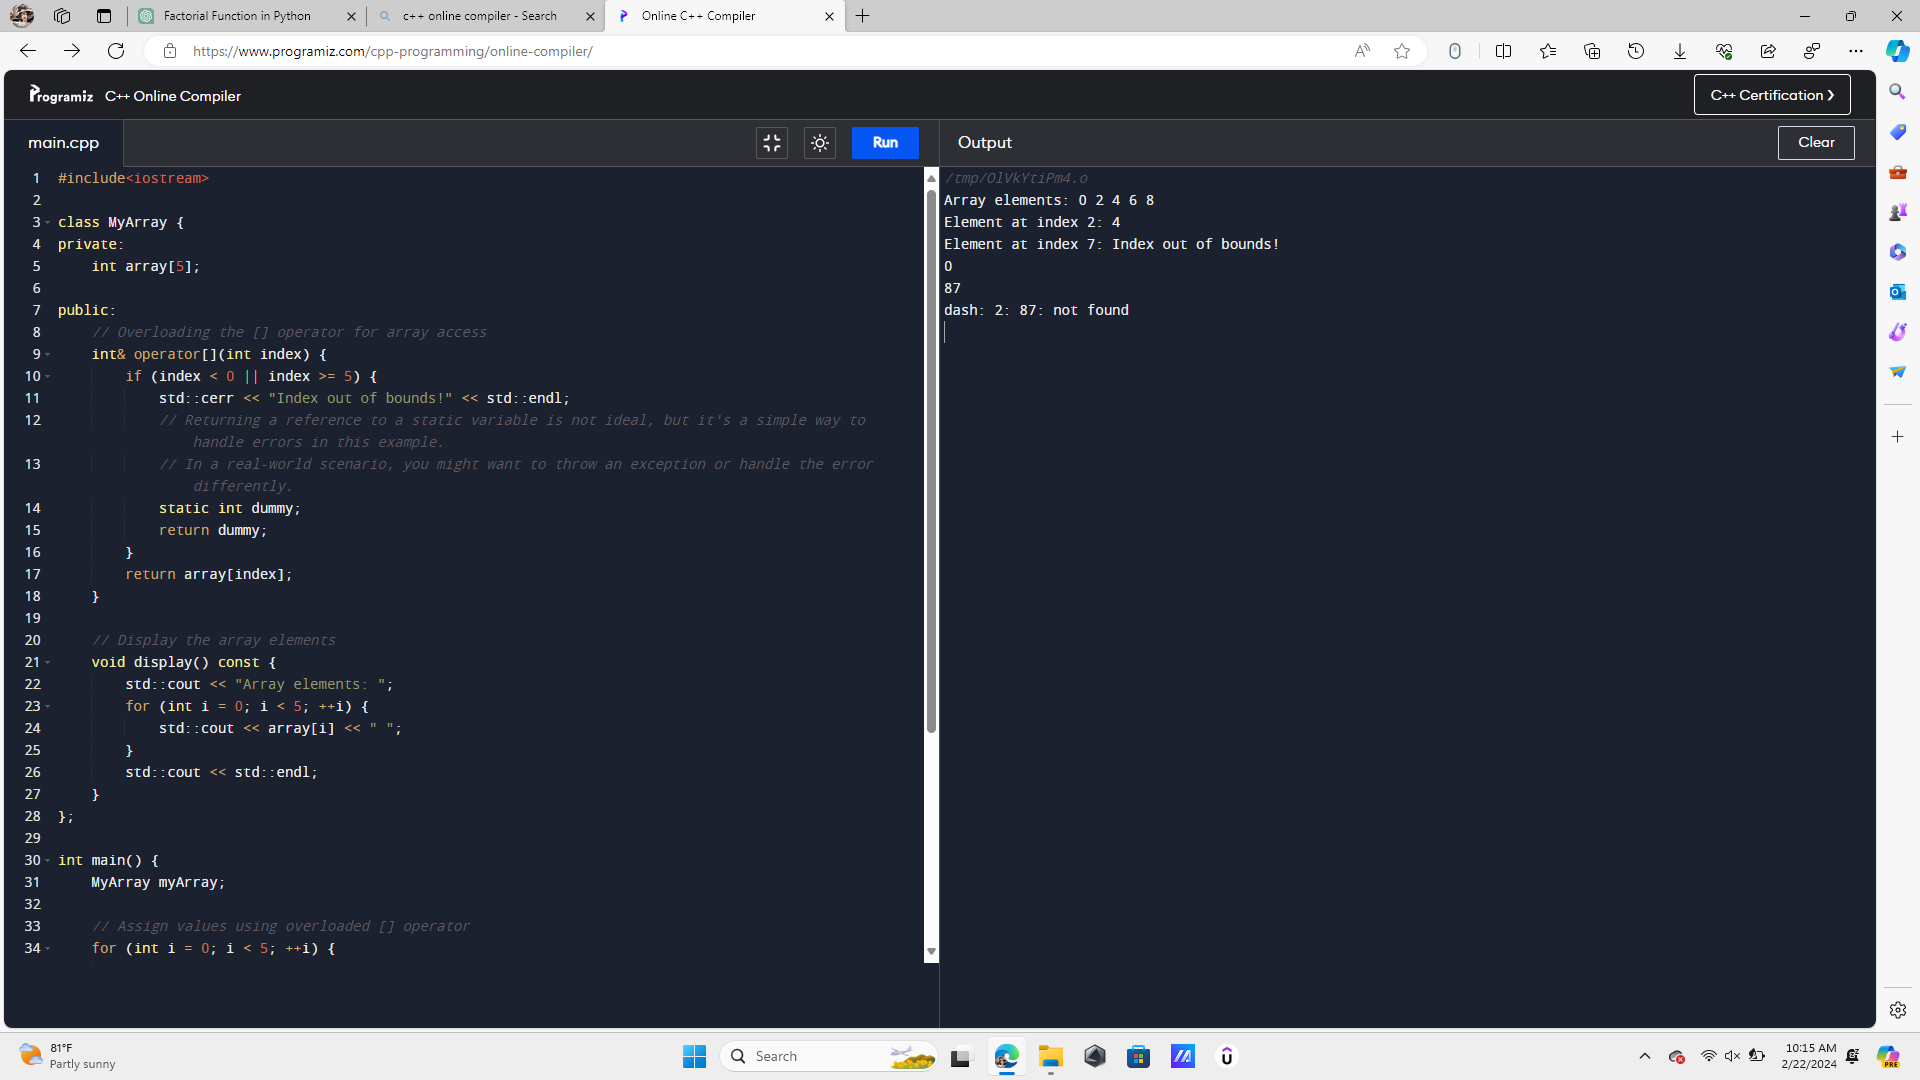 Factorial Function in Python
c++ online compiler - Search
Online C++ Compiler
https://www.programiz.com/cpp-programming/online-compiler/
Programiz C++ Online Compiler
C++ Certification ❯
main.cpp
Run
Output
Clear
1 #include<iostream>
2
3 class MyArray {
4 private:
5     int array[5];
6
7 public:
8     // Overloading the [] operator for array access
9     int& operator[](int index) {
10         if (index < 0 || index >= 5) {
11             std::cerr << "Index out of bounds!" << std::endl;
12             // Returning a reference to a static variable is not ideal, but it's a simple way to
                handle errors in this example.
13             // In a real-world scenario, you might want to throw an exception or handle the error
                differently.
14             static int dummy;
15             return dummy;
16         }
17         return array[index];
18     }
19
20     // Display the array elements
21     void display() const {
22         std::cout << "Array elements: ";
23         for (int i = 0; i < 5; ++i) {
24             std::cout << array[i] << " ";
25         }
26         std::cout << std::endl;
27     }
28 };
29
30 int main() {
31     MyArray myArray;
32
33     // Assign values using overloaded [] operator
34     for (int i = 0; i < 5; ++i) {
/tmp/OlVkYtiPm4.o
Array elements: 0 2 4 6 8
Element at index 2: 4
Element at index 7: Index out of bounds!
0
87
dash: 2: 87: not found
81°F
Partly sunny
Search
10:15 AM
2/22/2024
PRE